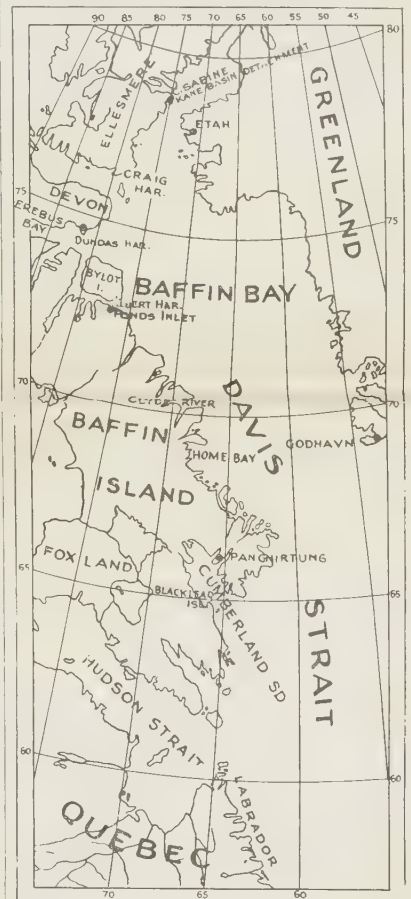 90 85 80 75 70 65 60 55 50 45
80
ELLESMERE
C. SABINE
KANE BASIN DETACHMENT
GREENLAND
ETAH
CRAIG
HAR.
75
DEVON
75
EREBUS
BAY
DUNDAS HAR.
BYLOT
I.
BAFFIN BAY
HAR.
PONDS INLET
70
CLYDE RIVER
70
DAVIS
BAFFIN
HOME BAY
GODHAVN
ISLAND
FOX LAND
PANGNIRTUNG
65
BLACKLEAD
ISL.
65
CUMBERLAND SD
STRAIT
HUDSON STRAIT
60
60
LABRADOR
QUEBEC
70 65 60